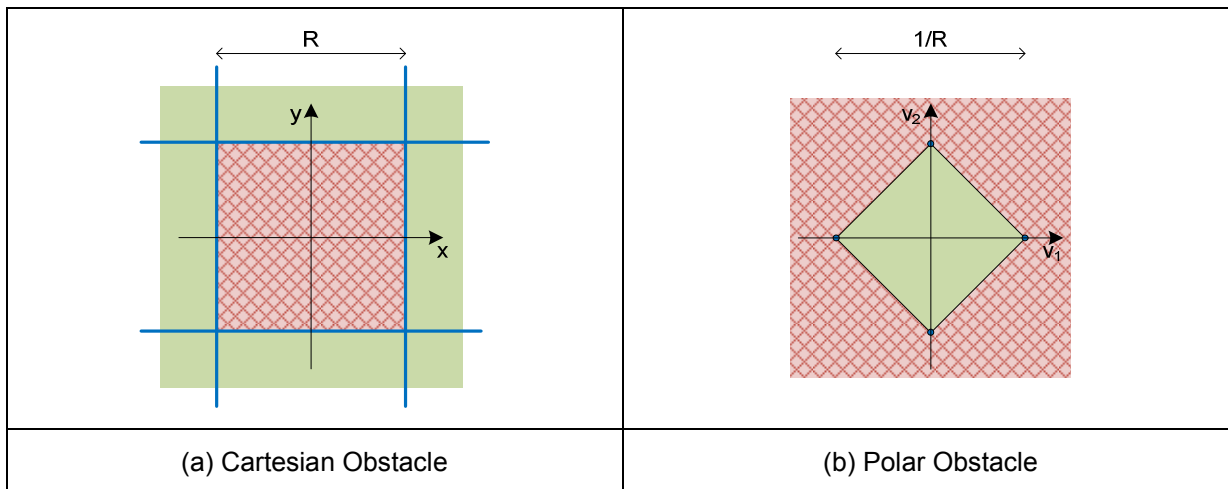 R
y
x
1/R
v2
v1
(a) Cartesian Obstacle
(b) Polar Obstacle